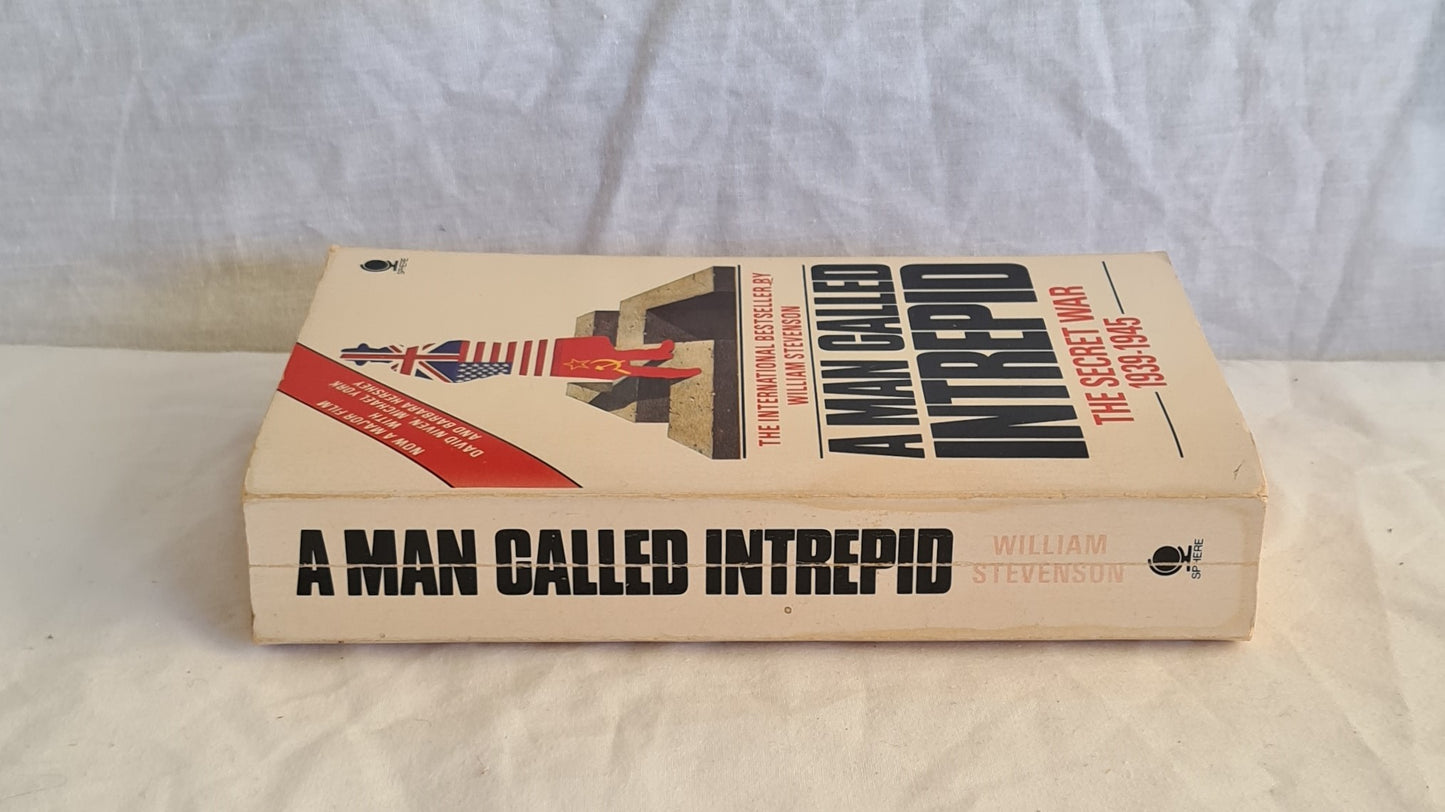 SPHERE
NOW A MAJOR FILM
WITH
DAVID NIVEN MICHAEL YORK
AND BARBARA HERSHEY
THE INTERNATIONAL BESTSELLER BY
WILLIAM STEVENSON
A MAN CALLED
INTREPID
THE SECRET WAR
1939-1945
A MAN CALLED INTREPID
WILLIAM
STEVENSON
SPHERE